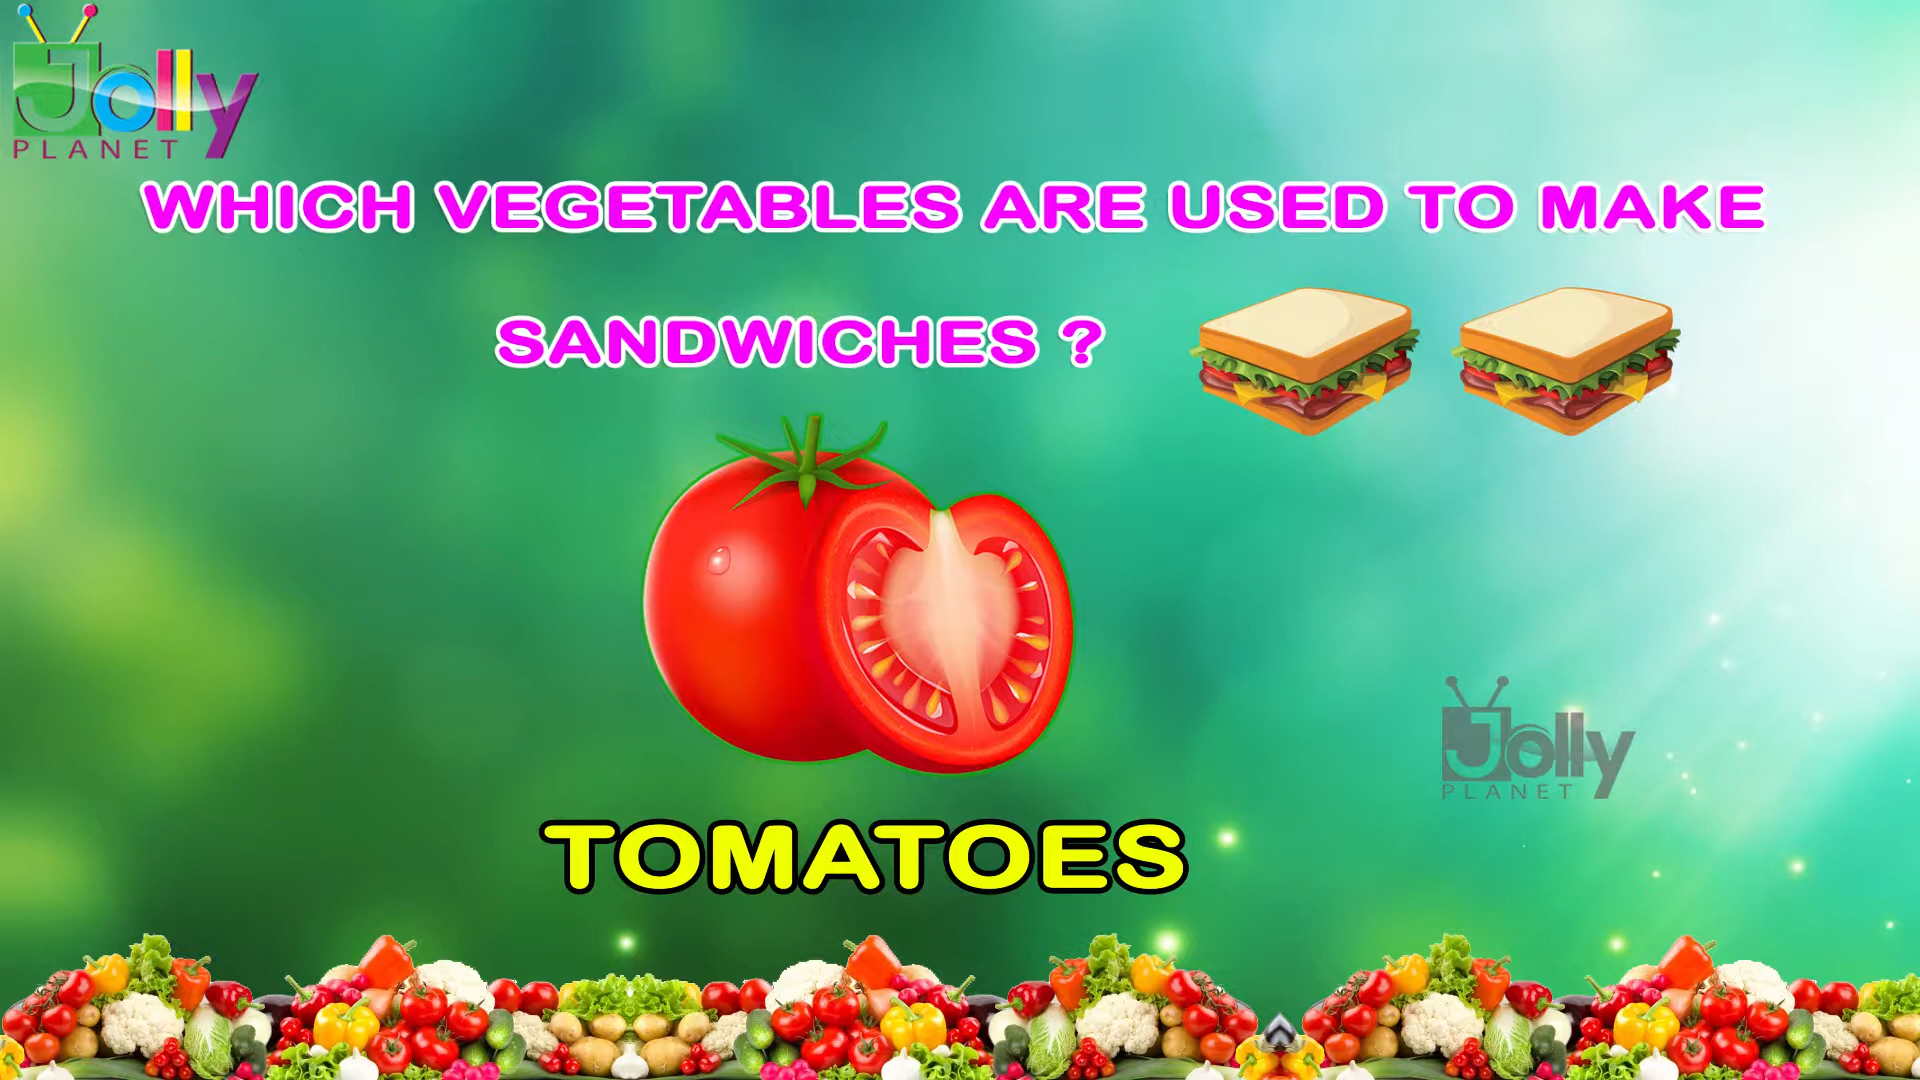 Jolly
PLANET
WHICH VEGETABLES ARE USED TO MAKE
SANDWICHES ?
Jolly
PLANET
TOMATOES